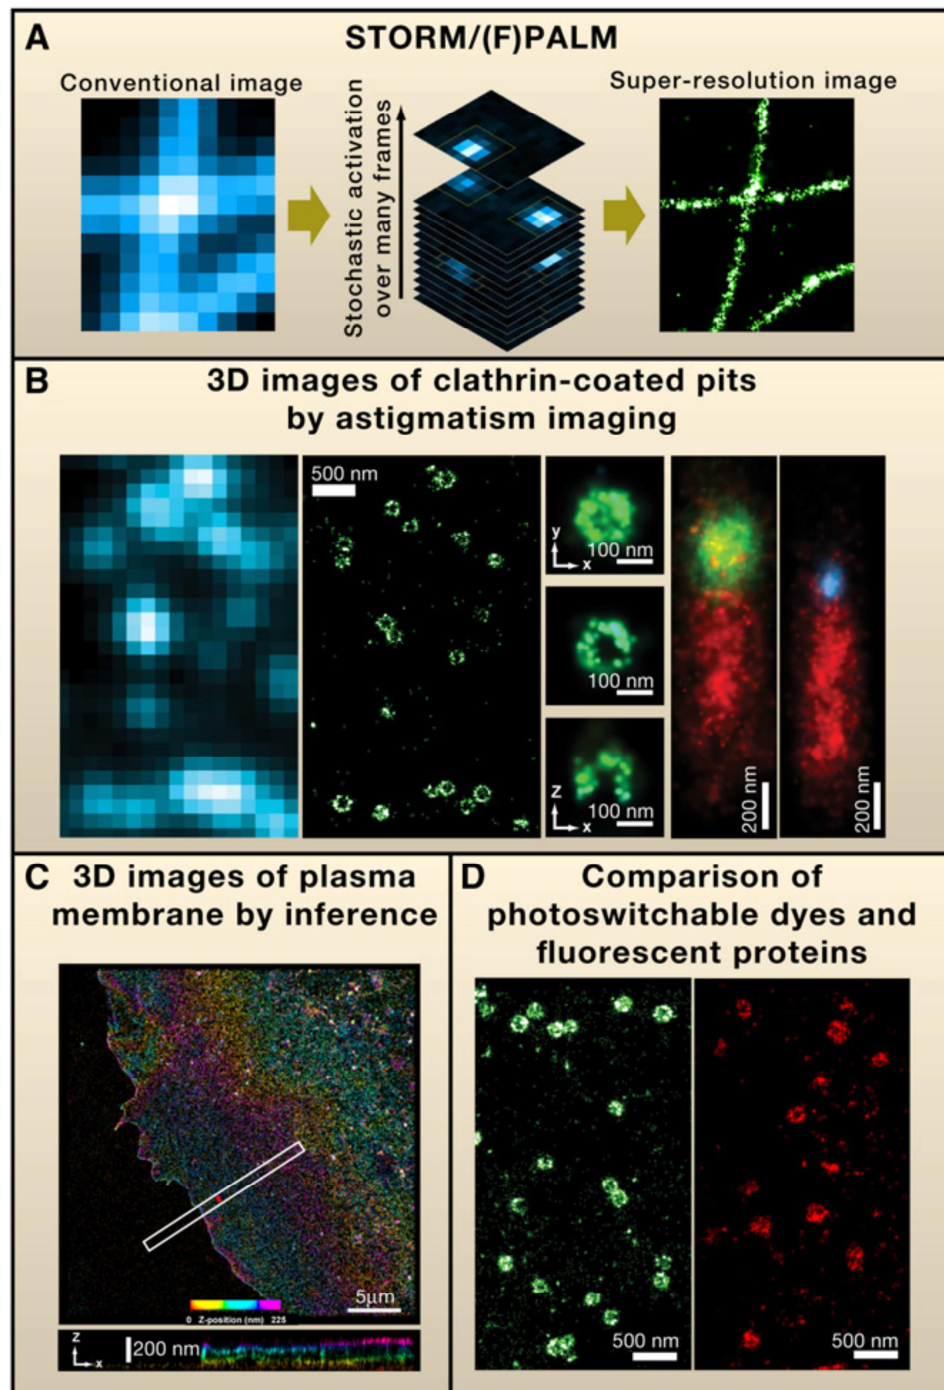 A
STORM/(F)PALM
Conventional image
Stochastic activation
over many frames
Super-resolution image
B
3D images of clathrin-coated pits
by astigmatism imaging
500 nm
y
x
100 nm
100 nm
z
x
100 nm
200 nm
200 nm
C
3D images of plasma
membrane by inference
5μm
0 Z-position (nm) 225
z
x
200 nm
D
Comparison of
photoswitchable dyes and
fluorescent proteins
500 nm
500 nm